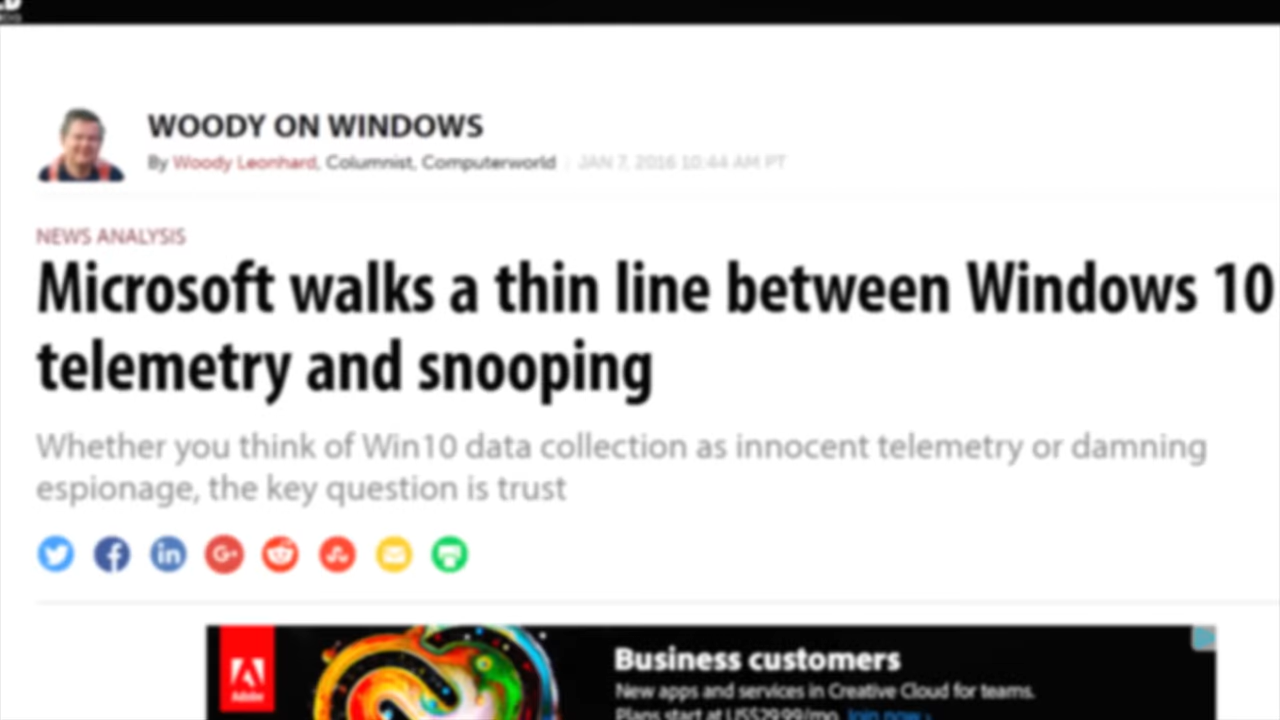 WOODY ON WINDOWS
By Woody Leonhard, Columnist, Computerworld | JAN 7, 2016 10:44 AM PT
NEWS ANALYSIS
Microsoft walks a thin line between Windows 10
telemetry and snooping
Whether you think of Win10 data collection as innocent telemetry or damning
espionage, the key question is trust
Adobe
Business customers
New apps and services in Creative Cloud for teams.
Plans start at US$29.99/mo. Join now ›